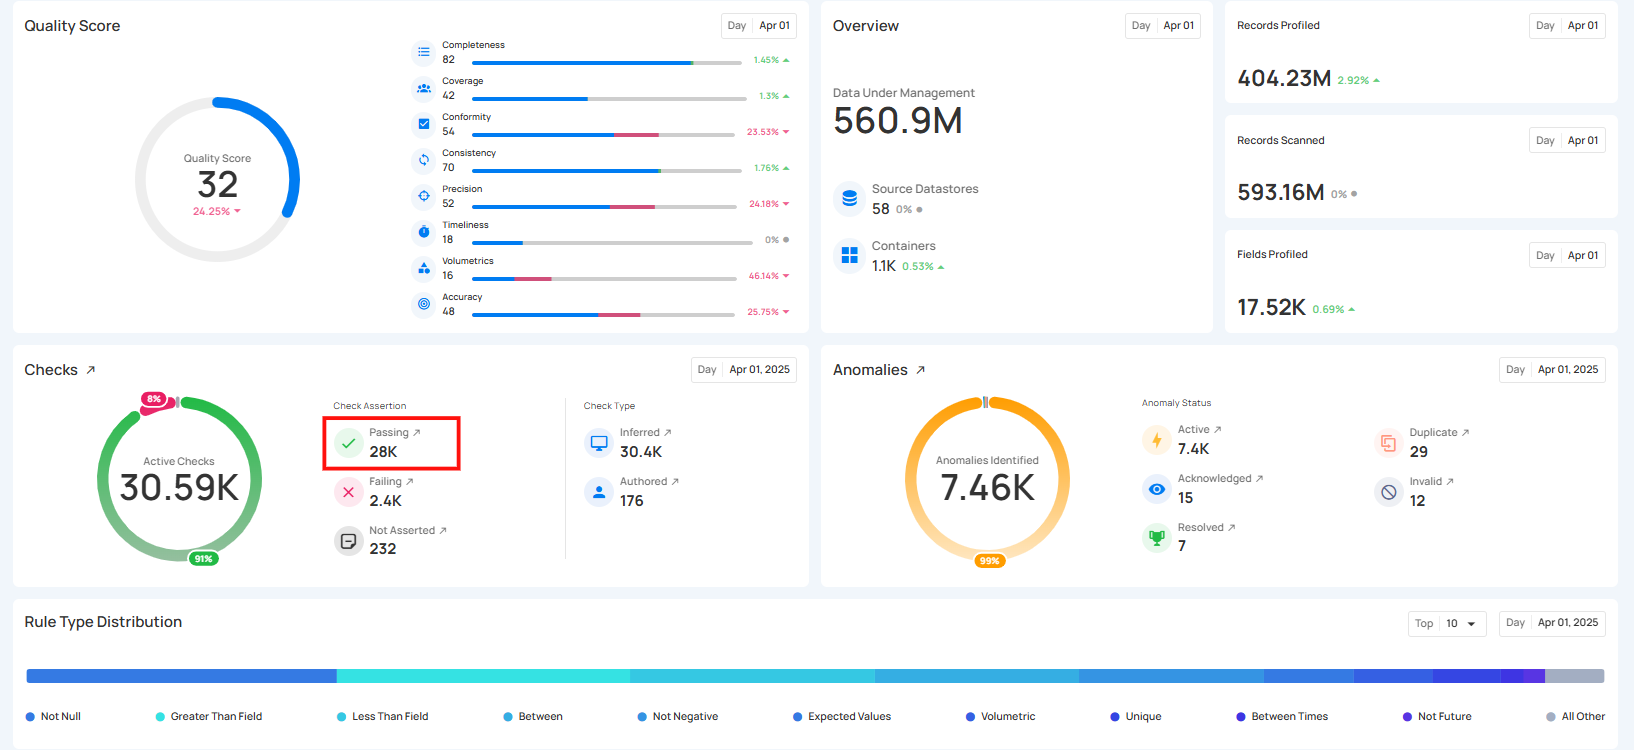 Quality Score
Day Apr 01
Quality Score
32
24.25%
Completeness
82
1.45%
Coverage
42
1.3%
Conformity
54
23.53%
Consistency
70
1.76%
Precision
52
24.18%
Timeliness
18
0%
Volumetrics
16
46.14%
Accuracy
48
25.75%
Overview
Day Apr 01
Data Under Management
560.9M
Source Datastores
58 0%
Containers
1.1K 0.53%
Records Profiled
Day Apr 01
404.23M 2.92%
Records Scanned
Day Apr 01
593.16M 0%
Fields Profiled
Day Apr 01
17.52K 0.69%
Checks
Day Apr 01, 2025
8%
Active Checks
30.59K
91%
Check Assertion
Passing
28K
Failing
2.4K
Not Asserted
232
Check Type
Inferred
30.4K
Authored
176
Anomalies
Day Apr 01, 2025
Anomalies Identified
7.46K
99%
Anomaly Status
Active
7.4K
Acknowledged
15
Resolved
7
Duplicate
29
Invalid
12
Rule Type Distribution
Top 10
Day Apr 01, 2025
Not Null
Greater Than Field
Less Than Field
Between
Not Negative
Expected Values
Volumetric
Unique
Between Times
Not Future
All Other